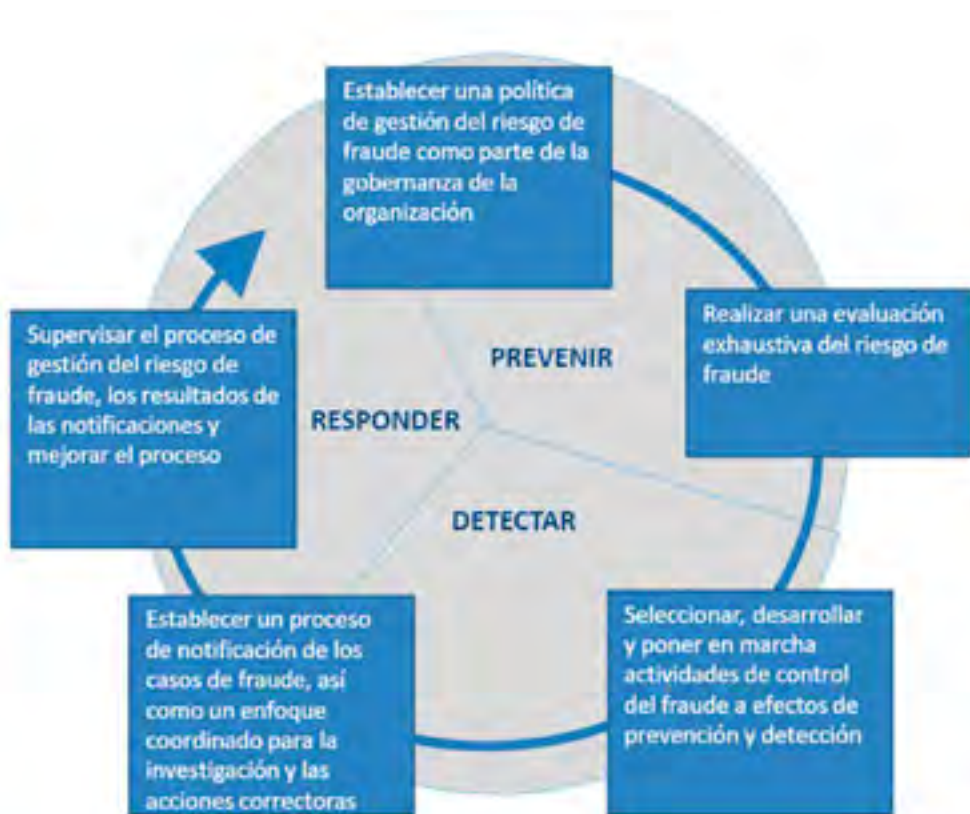 Establecer una política
de gestión del riesgo de
fraude como parte de la
gobernanza de la
organización
Realizar una evaluación
exhaustiva del riesgo de
fraude
PREVENIR
Supervisar el proceso de
gestión del riesgo de
fraude, los resultados de
las notificaciones y
mejorar el proceso
RESPONDER
DETECTAR
Seleccionar, desarrollar
y poner en marcha
actividades de control
del fraude a efectos de
prevención y detección
Establecer un proceso
de notificación de los
casos de fraude, así
como un enfoque
coordinado para la
investigación y las
acciones correctoras